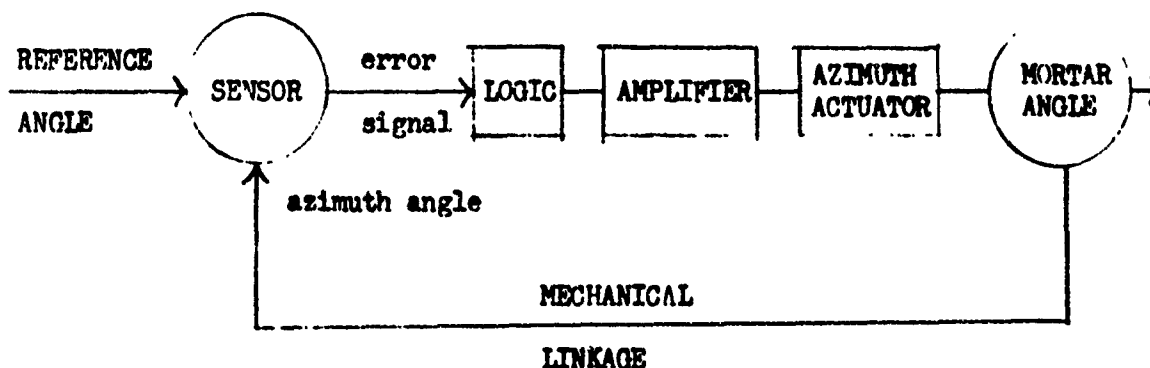 REFERENCE
ANGLE
SENSOR
error
signal
LOGIC
AMPLIFIER
AZIMUTH
ACTUATOR
MORTAR
ANGLE
azimuth angle
MECHANICAL
LINKAGE